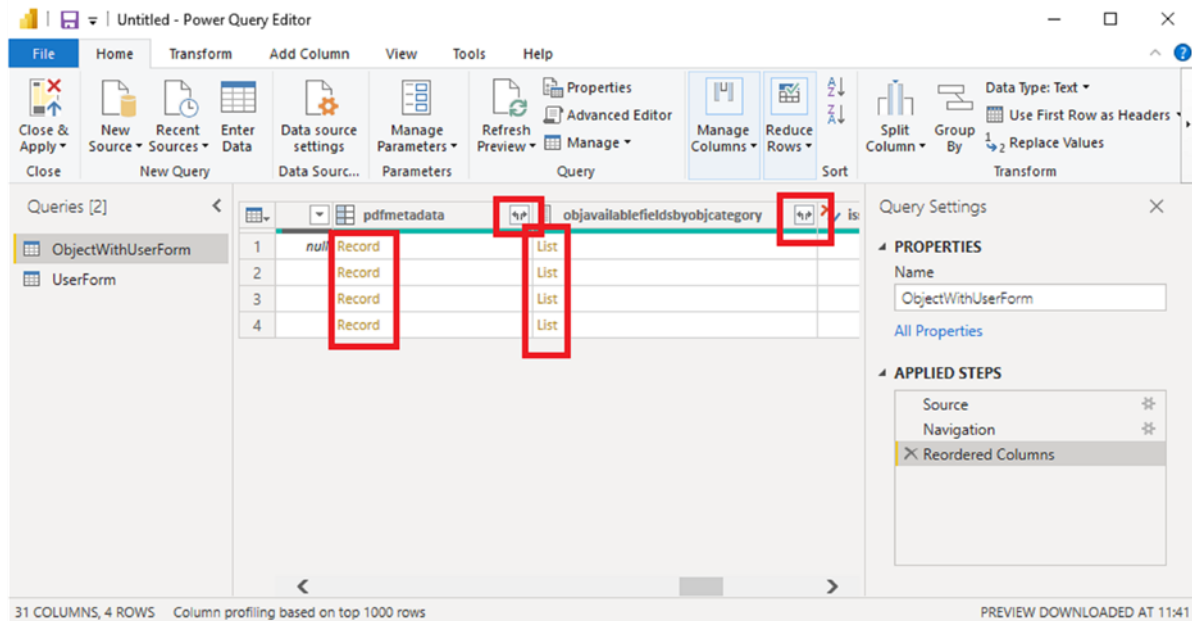 Untitled - Power Query Editor
File Home Transform Add Column View Tools Help
Close & Apply
New Source
Recent Sources
Enter Data
Data source settings
Manage Parameters
Refresh Preview
Properties
Advanced Editor
Manage
Manage Columns
Reduce Rows
Split Column
Group By
Data Type: Text
Use First Row as Headers
Replace Values
Close New Query Data Sourc... Parameters Query Sort Transform
Queries [2]
ObjectWithUserForm
UserForm
pdfmetadata objavailablefieldsbyobjcategory is
1 null Record List
2 Record List
3 Record List
4 Record List
Query Settings
PROPERTIES
Name
ObjectWithUserForm
All Properties
APPLIED STEPS
Source
Navigation
Reordered Columns
31 COLUMNS, 4 ROWS Column profiling based on top 1000 rows PREVIEW DOWNLOADED AT 11:41